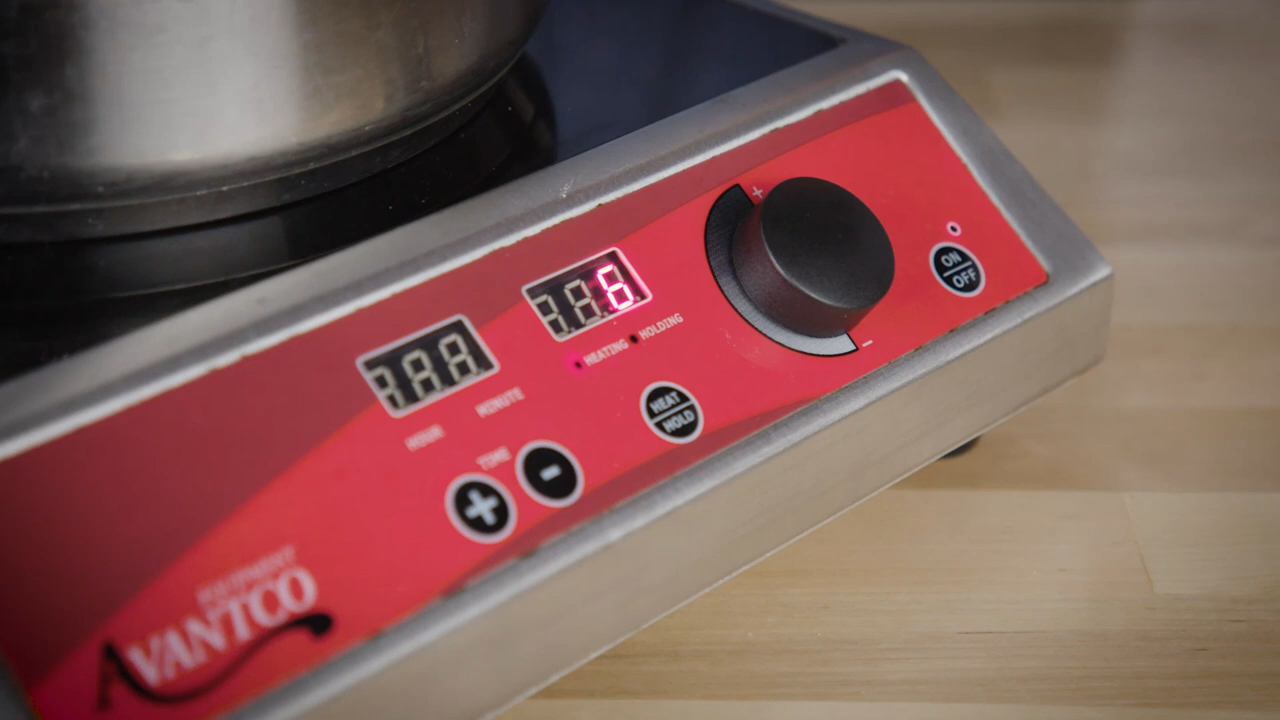 +
ON
OFF
-
6
HEATING HOLDING
HEAT
HOLD
MINUTE
HOUR
TIME
+ -
EQUIPMENT
AVANTCO